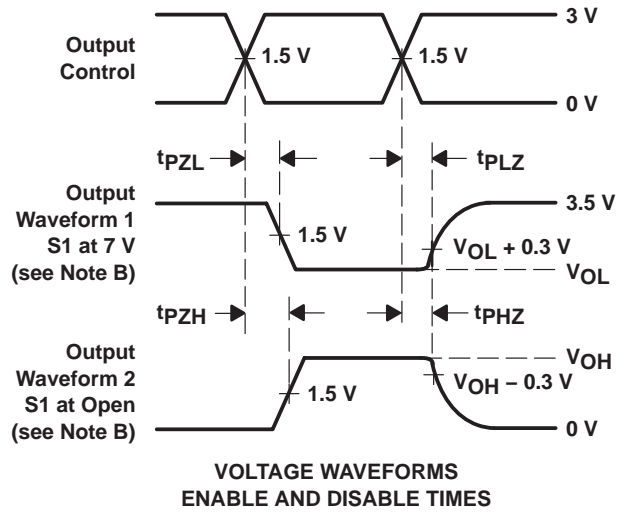 3 V
Output
Control
1.5 V
1.5 V
0 V
tPZL
tPLZ
Output
Waveform 1
S1 at 7 V
(see Note B)
3.5 V
1.5 V
VOL + 0.3 V
VOL
tPZH
tPHZ
Output
Waveform 2
S1 at Open
(see Note B)
VOH
1.5 V
VOH − 0.3 V
0 V
VOLTAGE WAVEFORMS
ENABLE AND DISABLE TIMES